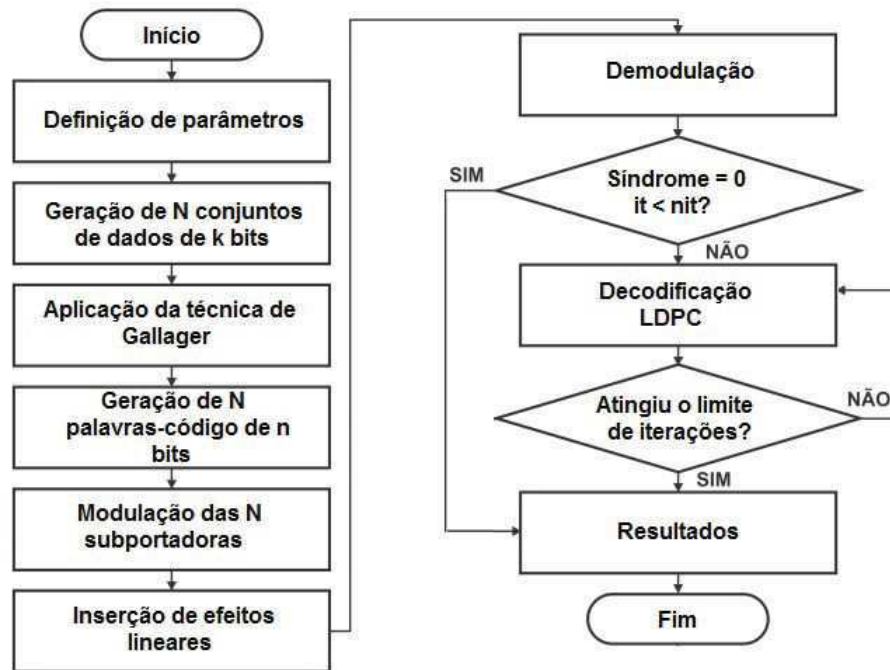 Início
Definição de parâmetros
Geração de N conjuntos
de dados de k bits
Aplicação da técnica de
Gallager
Geração de N
palavras-código de n
bits
Modulação das N
subportadoras
Inserção de efeitos
lineares
Demodulação
SIM
Síndrome = 0
it < nit?
NÃO
Decodificação
LDPC
Atingiu o limite
de iterações?
NÃO
SIM
Resultados
Fim